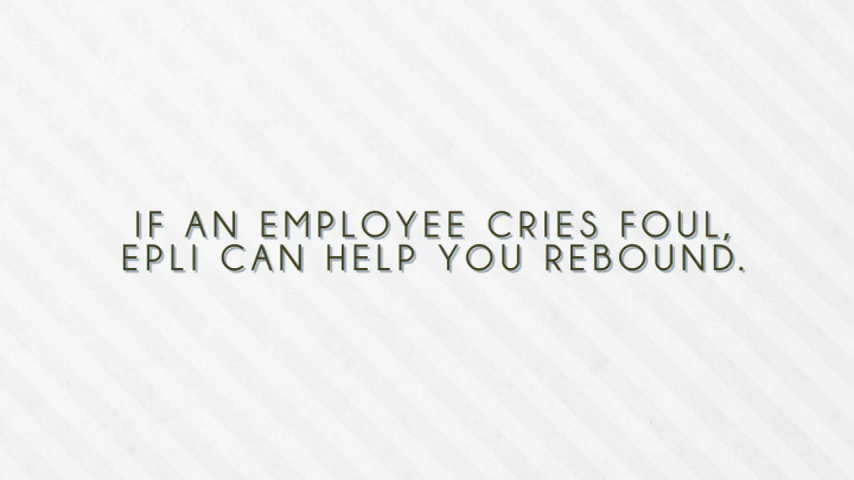 IF AN EMPLOYEE CRIES FOUL,
EPLI CAN HELP YOU REBOUND.